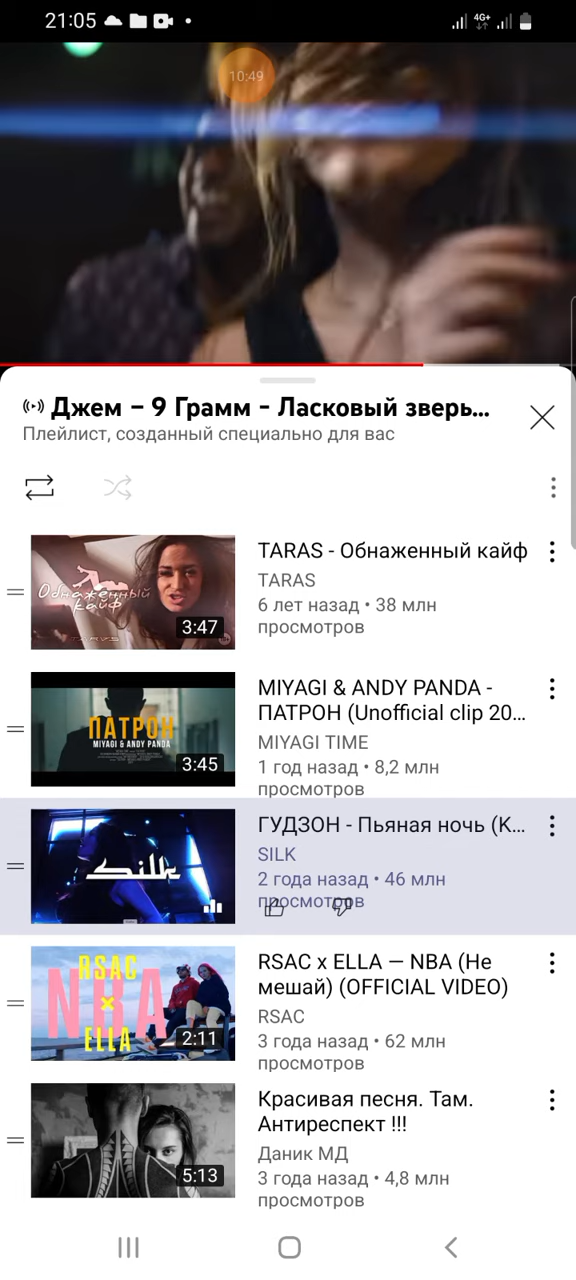 21:05
4G+
10:49
Джем – 9 Грамм - Ласковый зверь...
Плейлист, созданный специально для вас
Обнаженный
кайф
TARAS
3:47
TARAS - Обнаженный кайф
TARAS
6 лет назад • 38 млн
просмотров
ПАТРОН
MIYAGI & ANDY PANDA
3:45
MIYAGI & ANDY PANDA -
ПАТРОН (Unofficial clip 20...
MIYAGI TIME
1 год назад • 8,2 млн
просмотров
silk
ГУДЗОН - Пьяная ночь (K...
SILK
2 года назад • 46 млн
просмотров
RSAC
x
NBA
ELLA
2:11
RSAC x ELLA — NBA (Не
мешай) (OFFICIAL VIDEO)
RSAC
3 года назад • 62 млн
просмотров
5:13
Красивая песня. Там.
Антиреспект !!!
Даник МД
3 года назад • 4,8 млн
просмотров